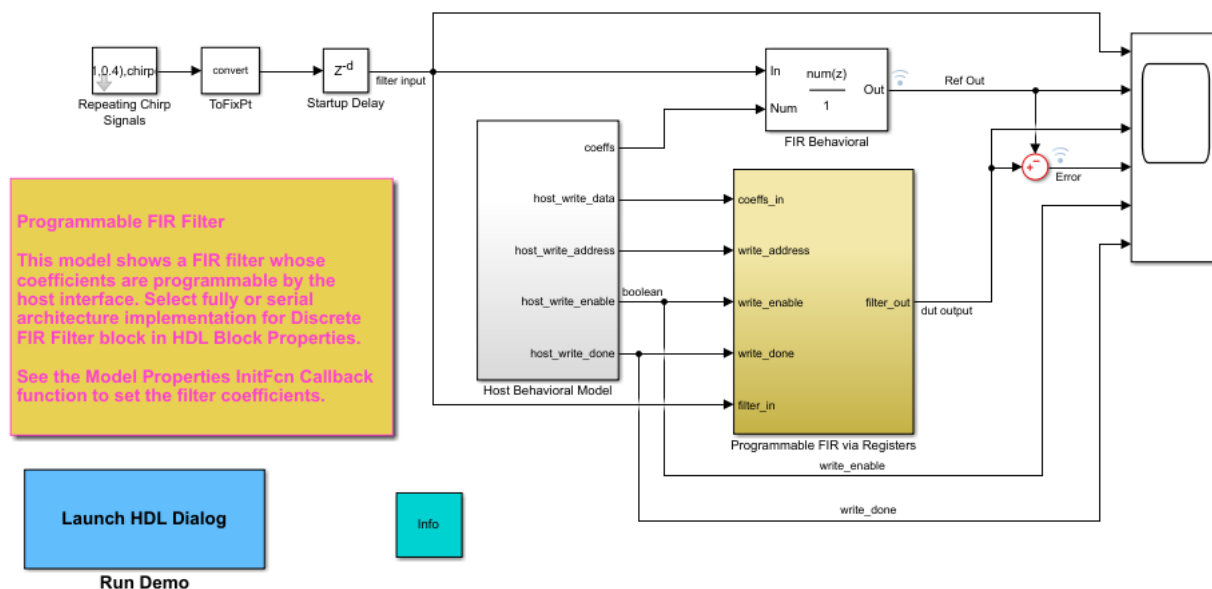 1,0.4),chirp(
Repeating Chirp
Signals
convert
ToFixPt
Z-d
Startup Delay
filter input
In
Num
num(z)
1
Out
FIR Behavioral
Ref Out
Error
coeffs
host_write_data
host_write_address
host_write_enable
host_write_done
Host Behavioral Model
boolean
coeffs_in
write_address
write_enable
write_done
filter_in
filter_out
Programmable FIR via Registers
dut output
write_enable
write_done
Programmable FIR Filter
This model shows a FIR filter whose
coefficients are programmable by the
host interface. Select fully or serial
architecture implementation for Discrete
FIR Filter block in HDL Block Properties.
See the Model Properties InitFcn Callback
function to set the filter coefficients.
Launch HDL Dialog
Run Demo
Info